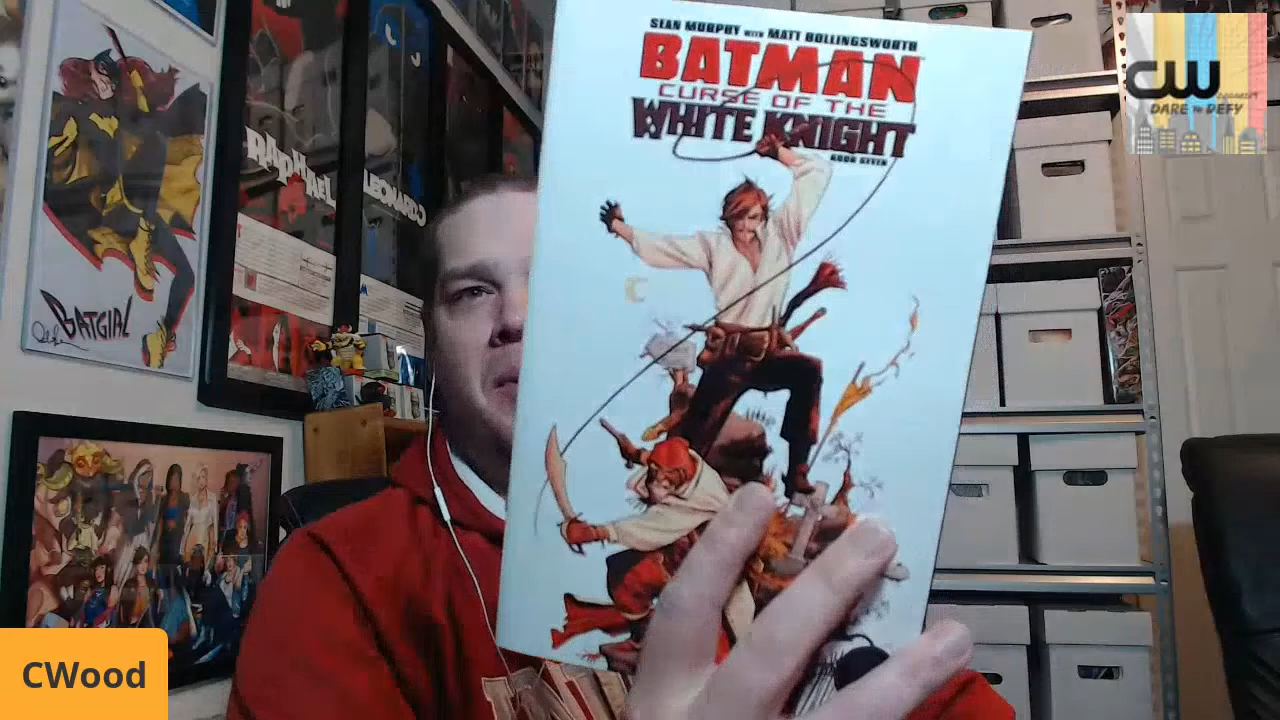 SEAN MURPHY WITH MATT HOLLINGSWORTH
BATMAN
CURSE OF THE
WHITE KNIGHT
BOOK SEVEN
CW
DARE TO DEFY
RAPHAEL
LEONARDO
BATGIRL
CWood